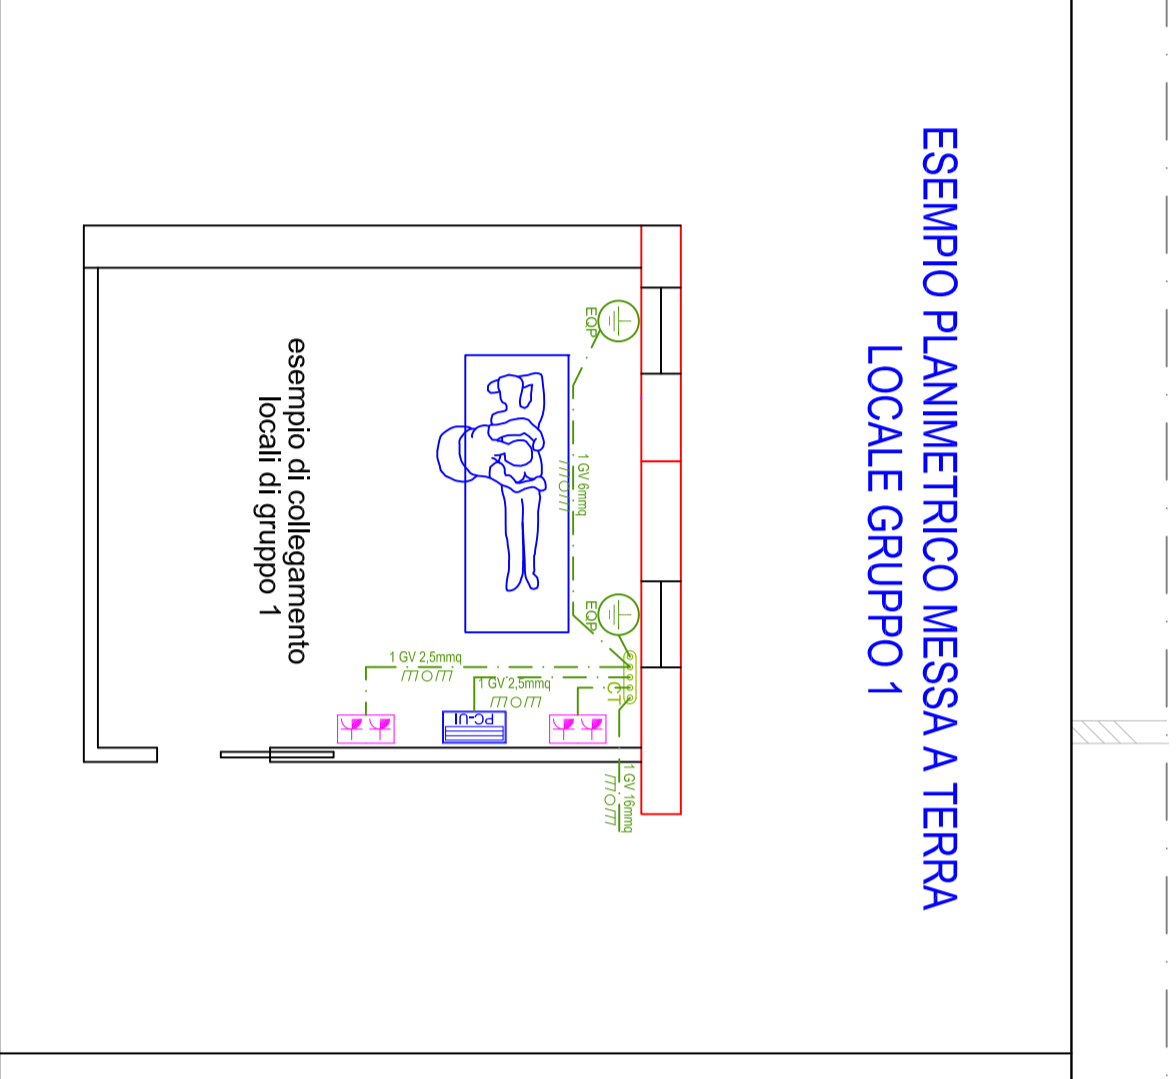 ESEMPIO PLANIMETRICO MESSA A TERRA
LOCALE GRUPPO 1
EQP
1 GV 6mmq
EQP
CT
1 GV 16mmq
1 GV 2,5mmq
1 GV 2,5mmq
PC-UI
esempio di collegamento
locali di gruppo 1